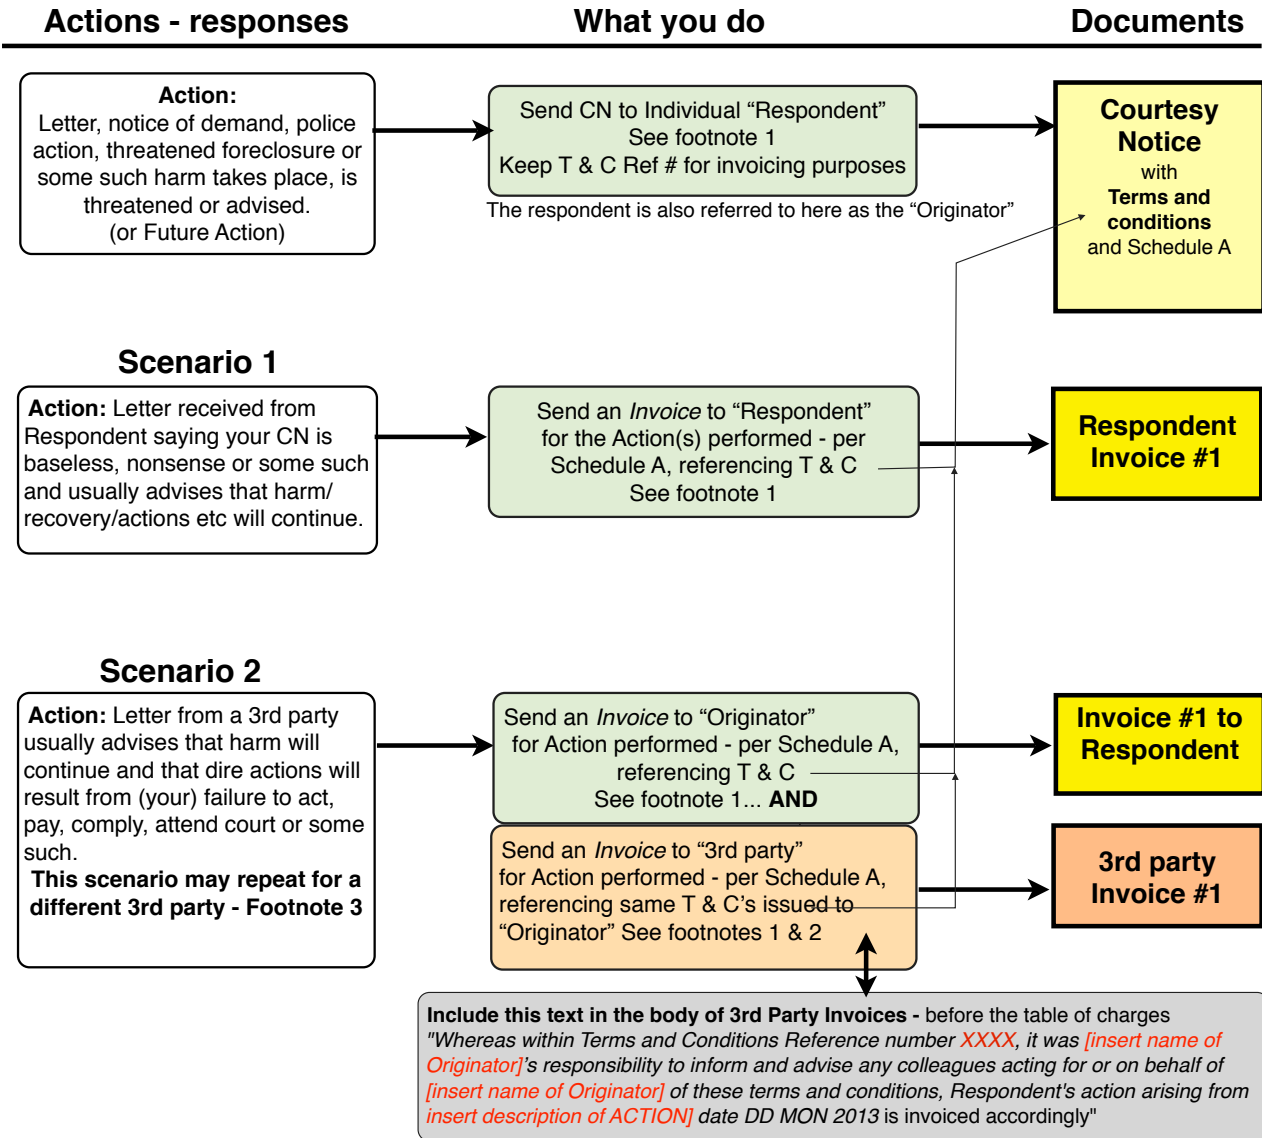 Actions - responses
What you do
Documents
Action:
Letter, notice of demand, police
action, threatened foreclosure or
some such harm takes place, is
threatened or advised.
(or Future Action)
Send CN to Individual “Respondent”
See footnote 1
Keep T & C Ref # for invoicing purposes
The respondent is also referred to here as the “Originator”
Courtesy
Notice
with
Terms and
conditions
and Schedule A
Scenario 1
Action: Letter received from
Respondent saying your CN is
baseless, nonsense or some such
and usually advises that harm/
recovery/actions etc will continue.
Send an Invoice to “Respondent”
for the Action(s) performed - per
Schedule A, referencing T & C
See footnote 1
Respondent
Invoice #1
Scenario 2
Action: Letter from a 3rd party
usually advises that harm will
continue and that dire actions will
result from (your) failure to act,
pay, comply, attend court or some
such.
This scenario may repeat for a
different 3rd party - Footnote 3
Send an Invoice to “Originator”
for Action performed - per Schedule A,
referencing T & C
See footnote 1... AND
Invoice #1 to
Respondent
Send an Invoice to “3rd party”
for Action performed - per Schedule A,
referencing same T & C’s issued to
“Originator” See footnotes 1 & 2
3rd party
Invoice #1
Include this text in the body of 3rd Party Invoices - before the table of charges
"Whereas within Terms and Conditions Reference number XXXX, it was [insert name of
Originator]'s responsibility to inform and advise any colleagues acting for or on behalf of
[insert name of Originator] of these terms and conditions, Respondent's action arising from
insert description of ACTION] date DD MON 2013 is invoiced accordingly"